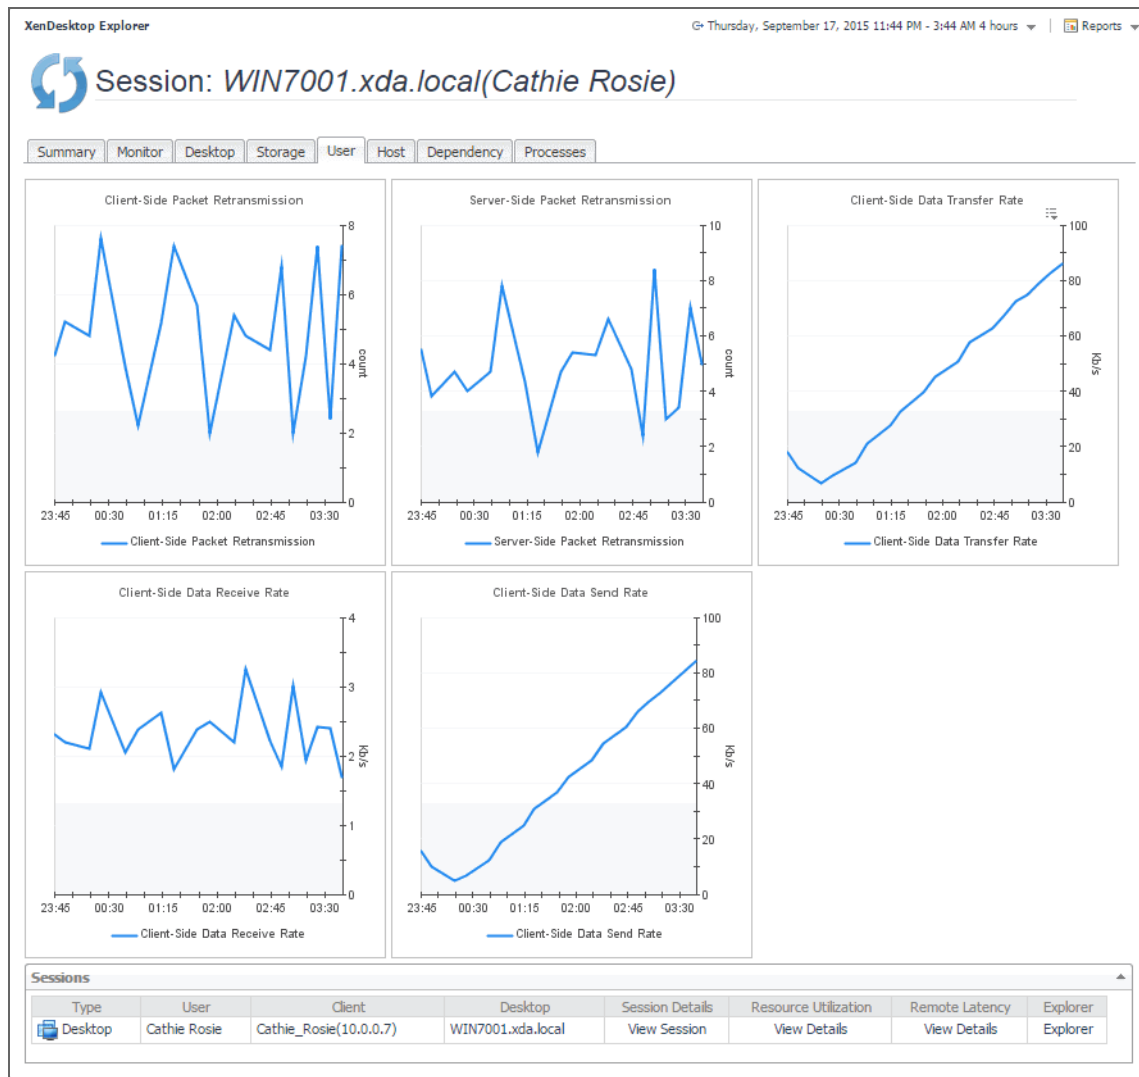 XenDesktop Explorer
Thursday, September 17, 2015 11:44 PM - 3:44 AM 4 hours
Reports
Session: WIN7001.xda.local(Cathie Rosie)
Summary Monitor Desktop Storage User Host Dependency Processes
Client-Side Packet Retransmission
8
6
4
2
0
count
23:45 00:30 01:15 02:00 02:45 03:30
Client-Side Packet Retransmission
Server-Side Packet Retransmission
10
8
6
4
2
0
count
23:45 00:30 01:15 02:00 02:45 03:30
Server-Side Packet Retransmission
Client-Side Data Transfer Rate
100
80
60
40
20
0
Kb/s
23:45 00:30 01:15 02:00 02:45 03:30
Client-Side Data Transfer Rate
Client-Side Data Receive Rate
4
3
2
1
0
Kb/s
23:45 00:30 01:15 02:00 02:45 03:30
Client-Side Data Receive Rate
Client-Side Data Send Rate
100
80
60
40
20
0
Kb/s
23:45 00:30 01:15 02:00 02:45 03:30
Client-Side Data Send Rate
Sessions
Type User Client Desktop Session Details Resource Utilization Remote Latency Explorer
Desktop Cathie Rosie Cathie_Rosie(10.0.0.7) WIN7001.xda.local View Session View Details View Details Explorer